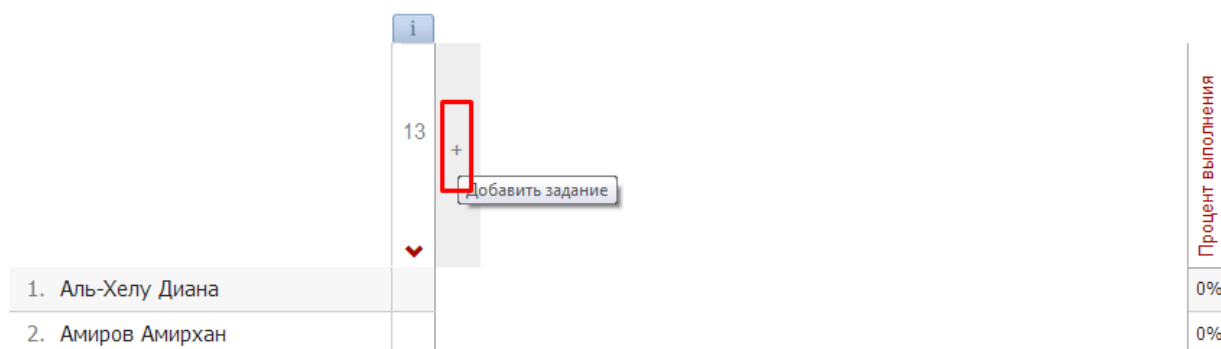 i
13
+
Добавить задание
Процент выполнения
1. Аль-Хелу Диана 0%
2. Амиров Амирхан 0%